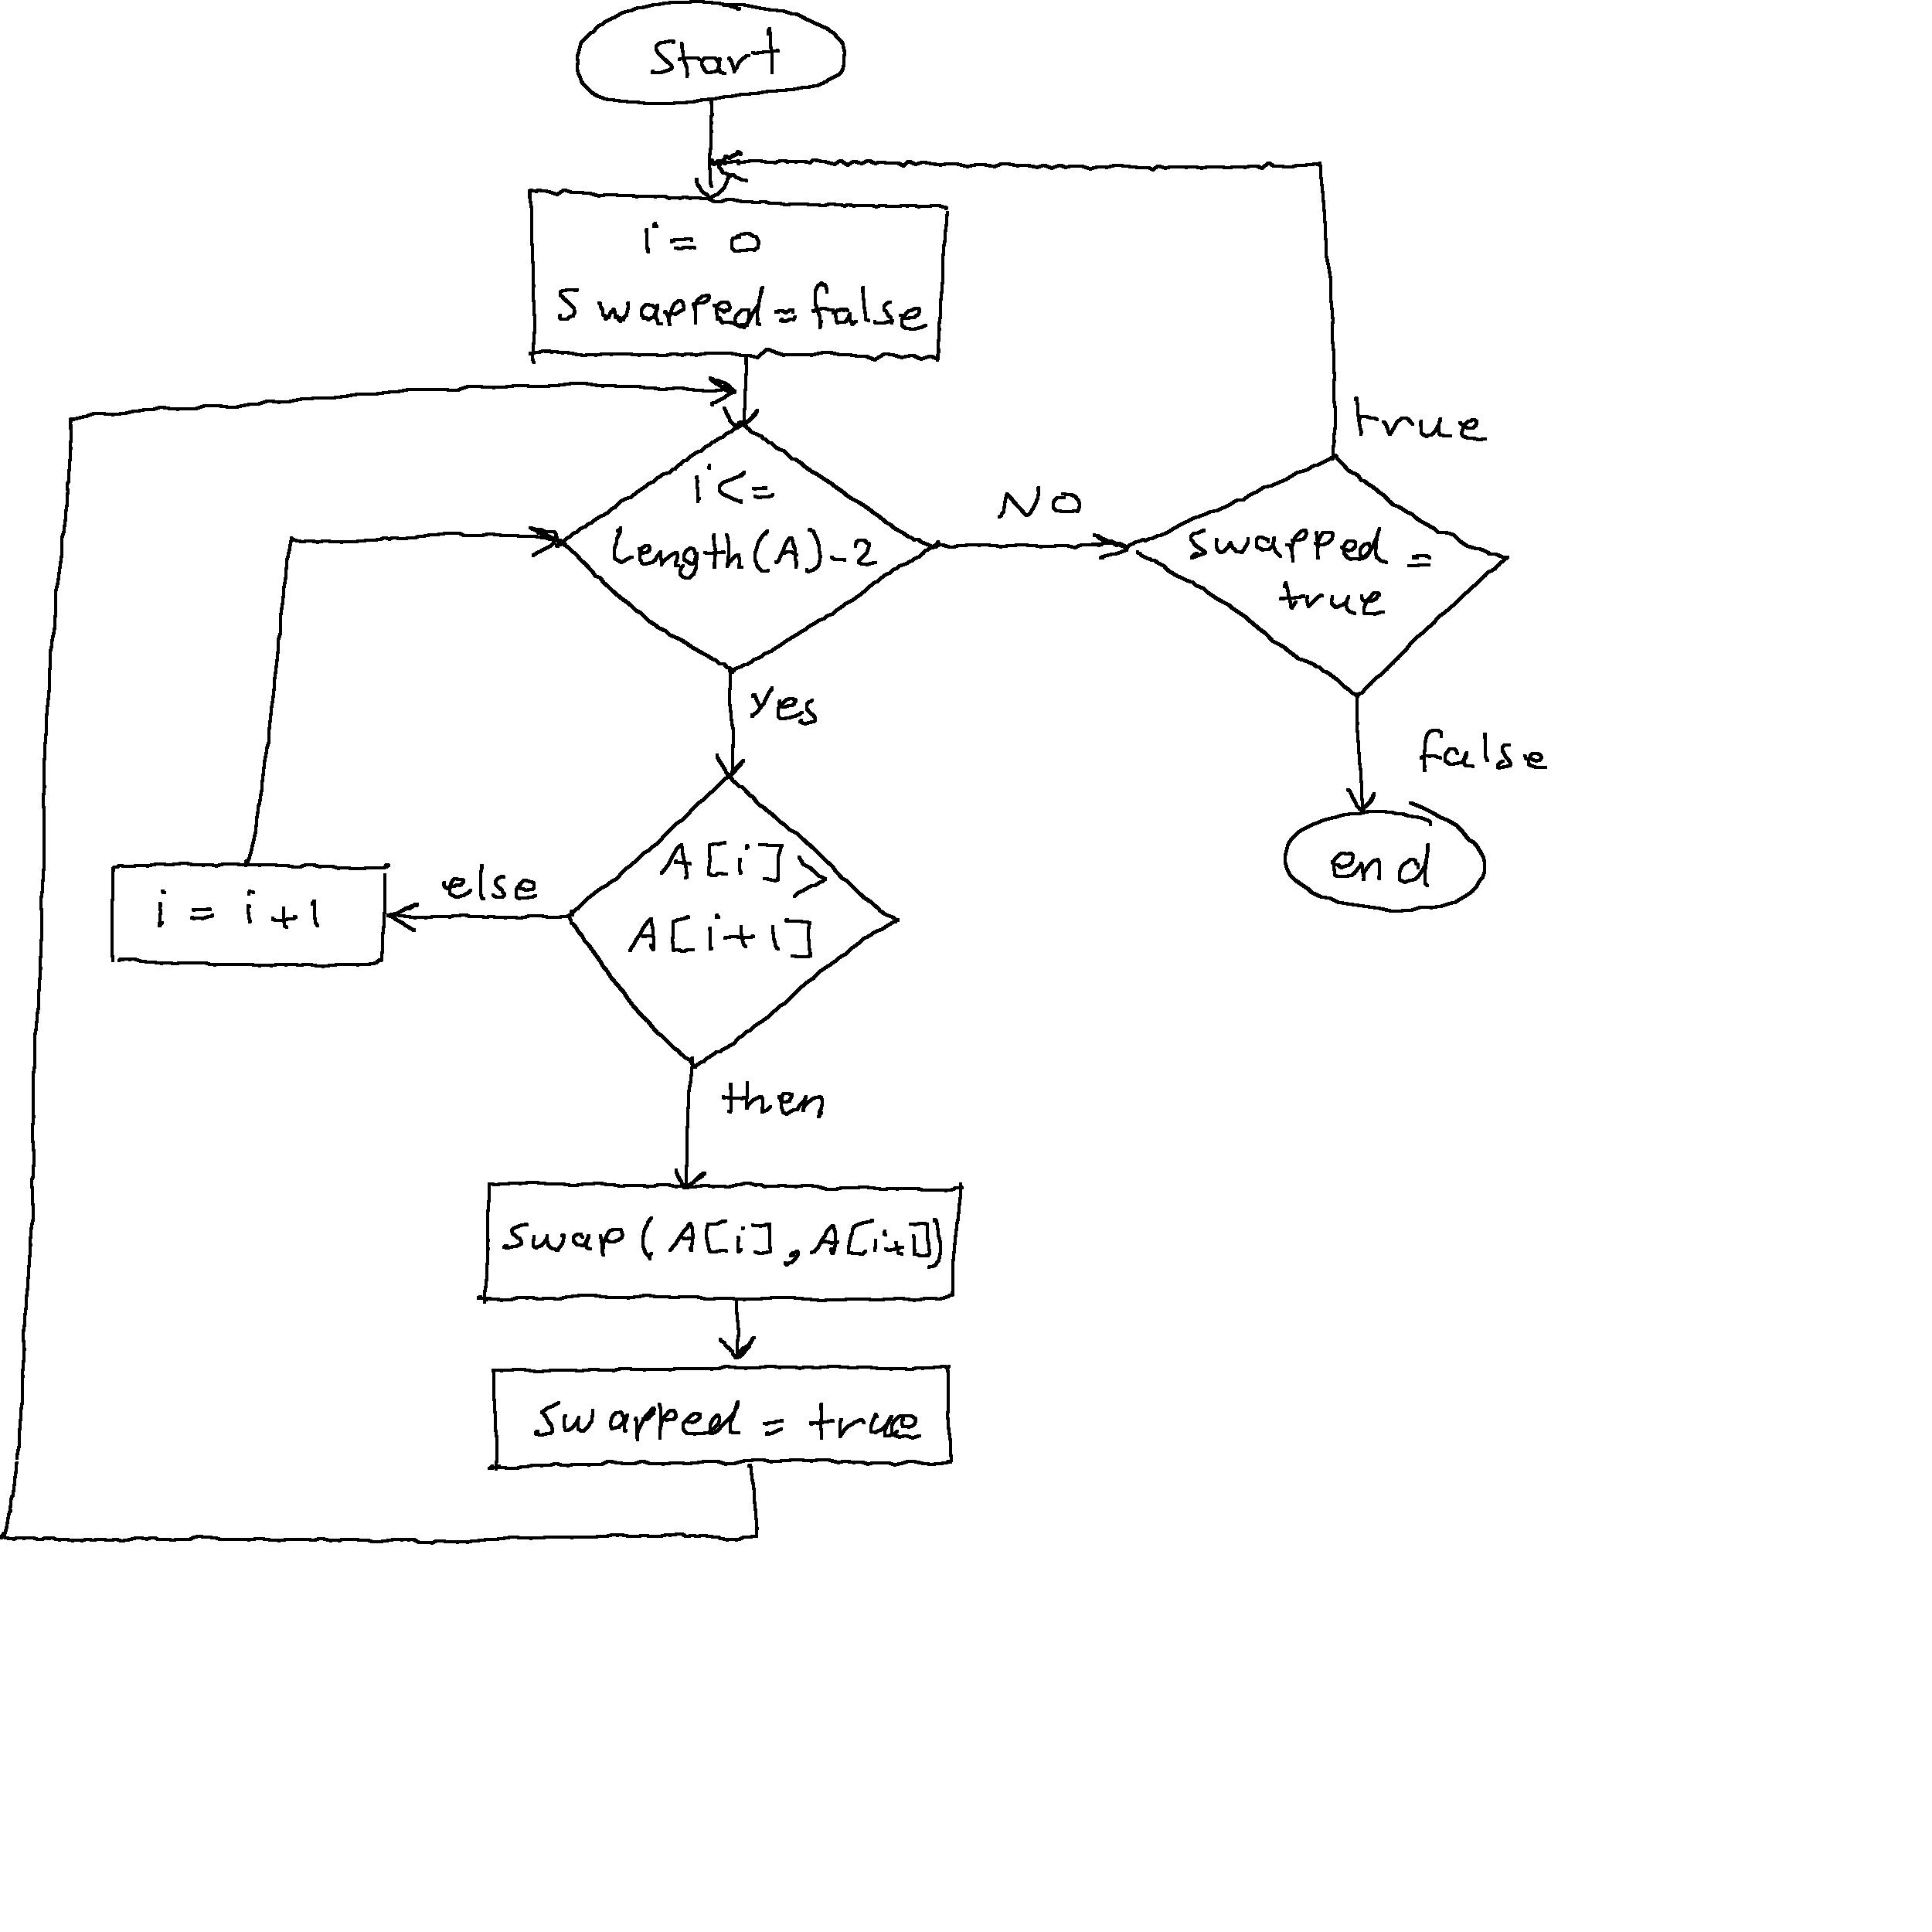 Start
i = 0
swapped = false
true
i <=
Length(A)-2
NO
swapped =
true
yes
false
A[i] >
A[i+1]
else
i = i+1
end
then
swap(A[i], A[i+1])
swapped = true